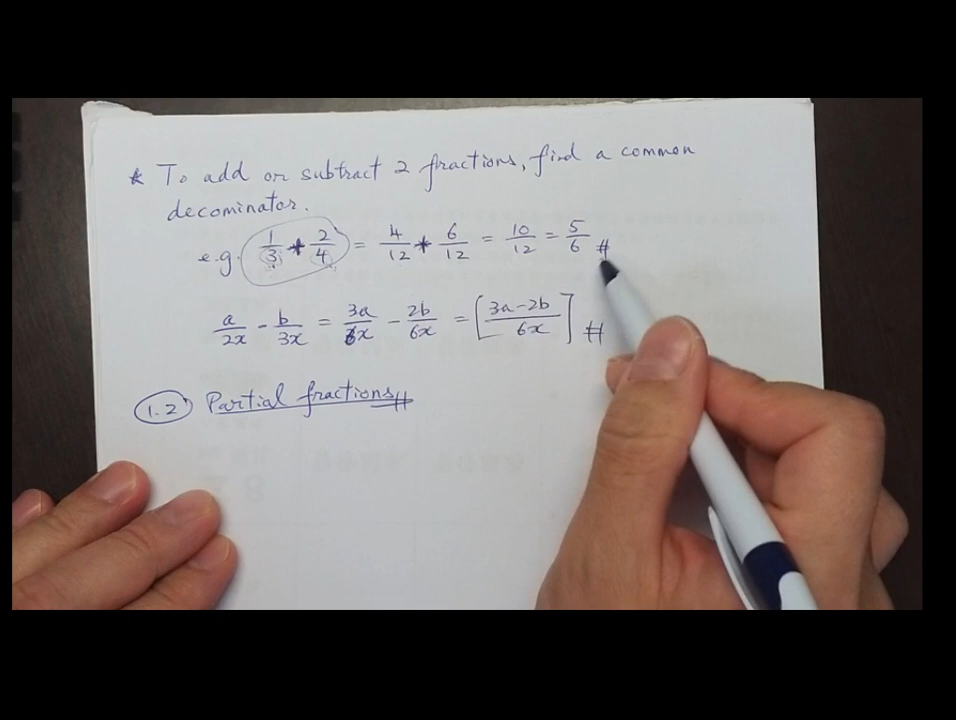 * To add or subtract 2 fractions, find a common
decominator.
e.g. 1/3 + 2/4 = 4/12 + 6/12 = 10/12 = 5/6 #
a/2x - b/3x = 3a/6x - 2b/6x = [3a-2b/6x] #
1.2 Partial fractions #